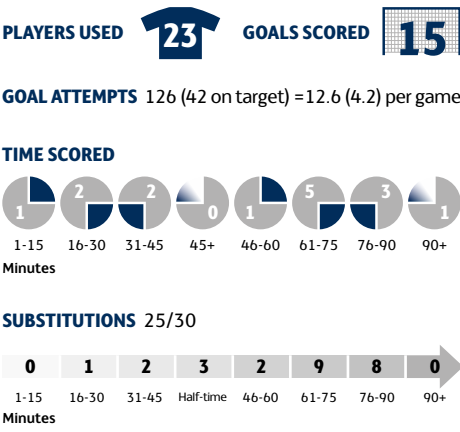 PLAYERS USED 23 GOALS SCORED 15
GOAL ATTEMPTS 126 (42 on target) =12.6 (4.2) per game
TIME SCORED
1 2 2 0 1 5 3 1
1-15 16-30 31-45 45+ 46-60 61-75 76-90 90+
Minutes
SUBSTITUTIONS 25/30
0 1 2 3 2 9 8 0
1-15 16-30 31-45 Half-time 46-60 61-75 76-90 90+
Minutes